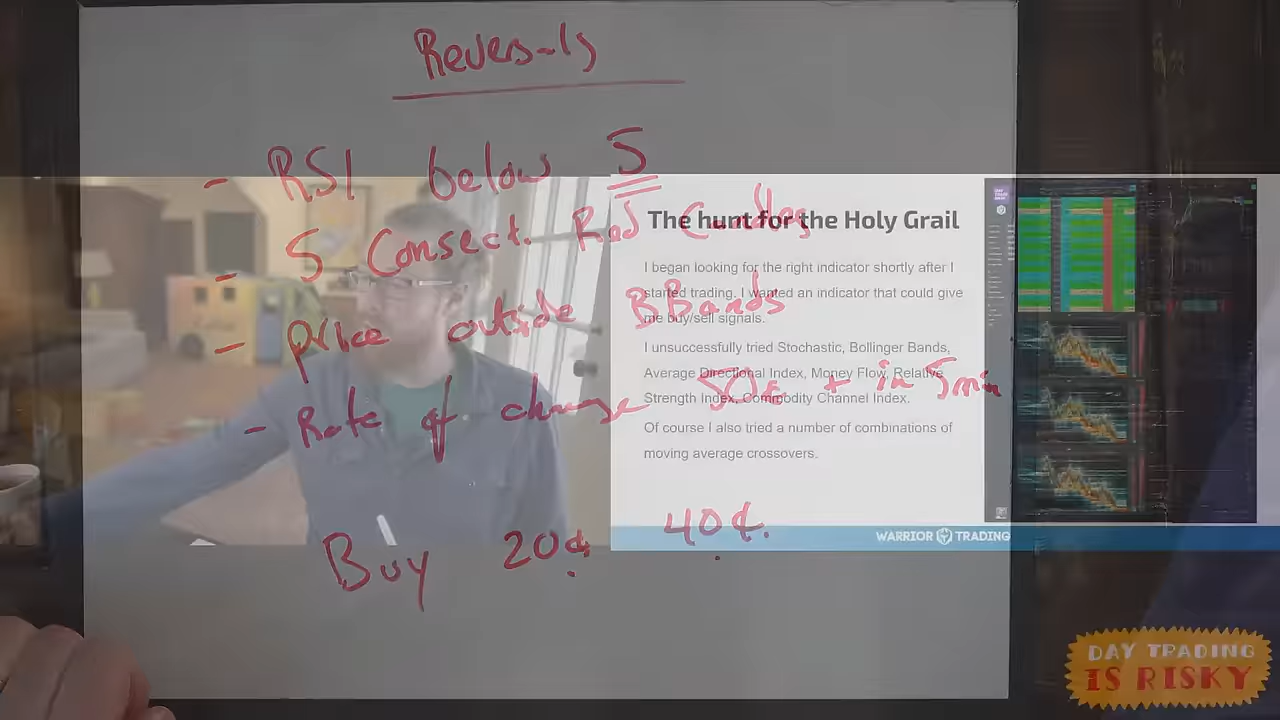 Reversals
- RSI below 5
- 5 Consect. Red Candles
- price outside BBands
- Rate of change 50¢ + in 5 min
Buy 20¢ 40¢.
The hunt for the Holy Grail
I began looking for the right indicator shortly after I
started trading. I wanted an indicator that could give
me buy/sell signals.
I unsuccessfully tried Stochastic, Bollinger Bands,
Average Directional Index, Money Flow, Relative
Strength Index, Commodity Channel Index.
Of course I also tried a number of combinations of
moving average crossovers.
WARRIOR TRADING
DAY TRADING
IS RISKY